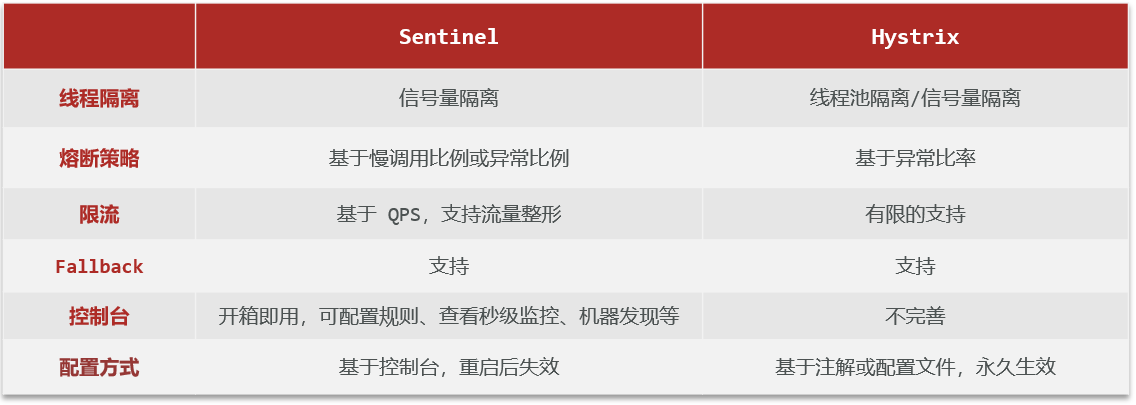 Sentinel Hystrix
线程隔离 信号量隔离 线程池隔离/信号量隔离
熔断策略 基于慢调用比例或异常比例 基于异常比率
限流 基于 QPS，支持流量整形 有限的支持
Fallback 支持 支持
控制台 开箱即用，可配置规则、查看秒级监控、机器发现等 不完善
配置方式 基于控制台，重启后失效 基于注解或配置文件，永久生效